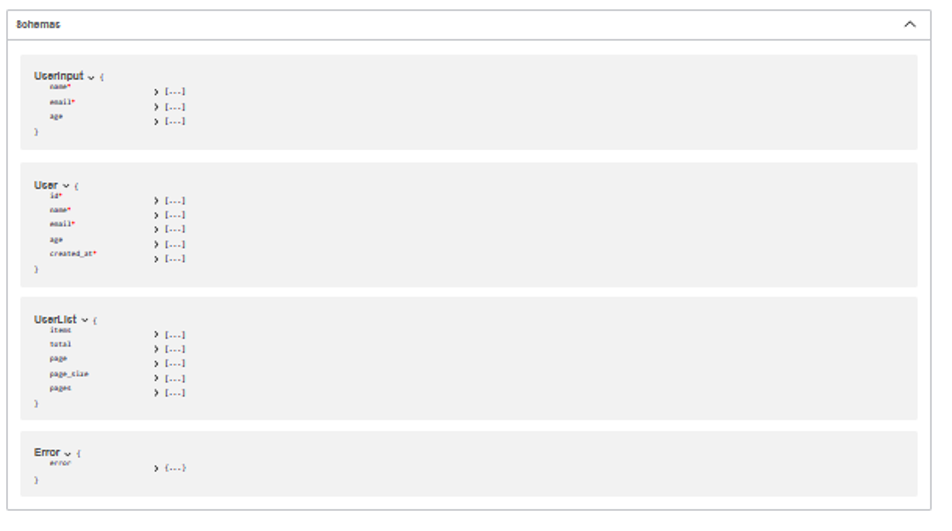 Schemas
UserInput {
name* [...]
email* [...]
age [...]
}
User {
id* [...]
name* [...]
email* [...]
age [...]
created_at* [...]
}
UserList {
items [...]
total [...]
page [...]
page_size [...]
pages [...]
}
Error {
error {...}
}